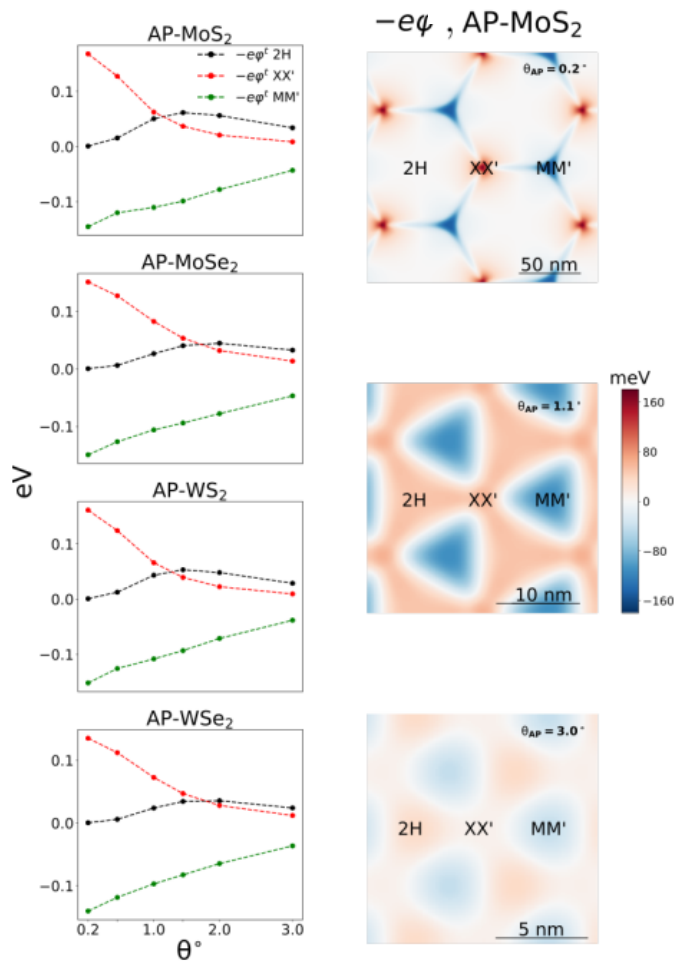 AP-MoS₂
−eφᵗ 2H
−eφᵗ XX'
−eφᵗ MM'
0.1
0.0
−0.1
AP-MoSe₂
0.1
0.0
−0.1
eV
AP-WS₂
0.1
0.0
−0.1
AP-WSe₂
0.1
0.0
−0.1
0.2 1.0 2.0 3.0
θ°
−eφ , AP-MoS₂
θAP = 0.2°
2H XX' MM'
50 nm
θAP = 1.1°
2H XX' MM'
10 nm
meV
160
80
0
−80
−160
θAP = 3.0°
2H XX' MM'
5 nm